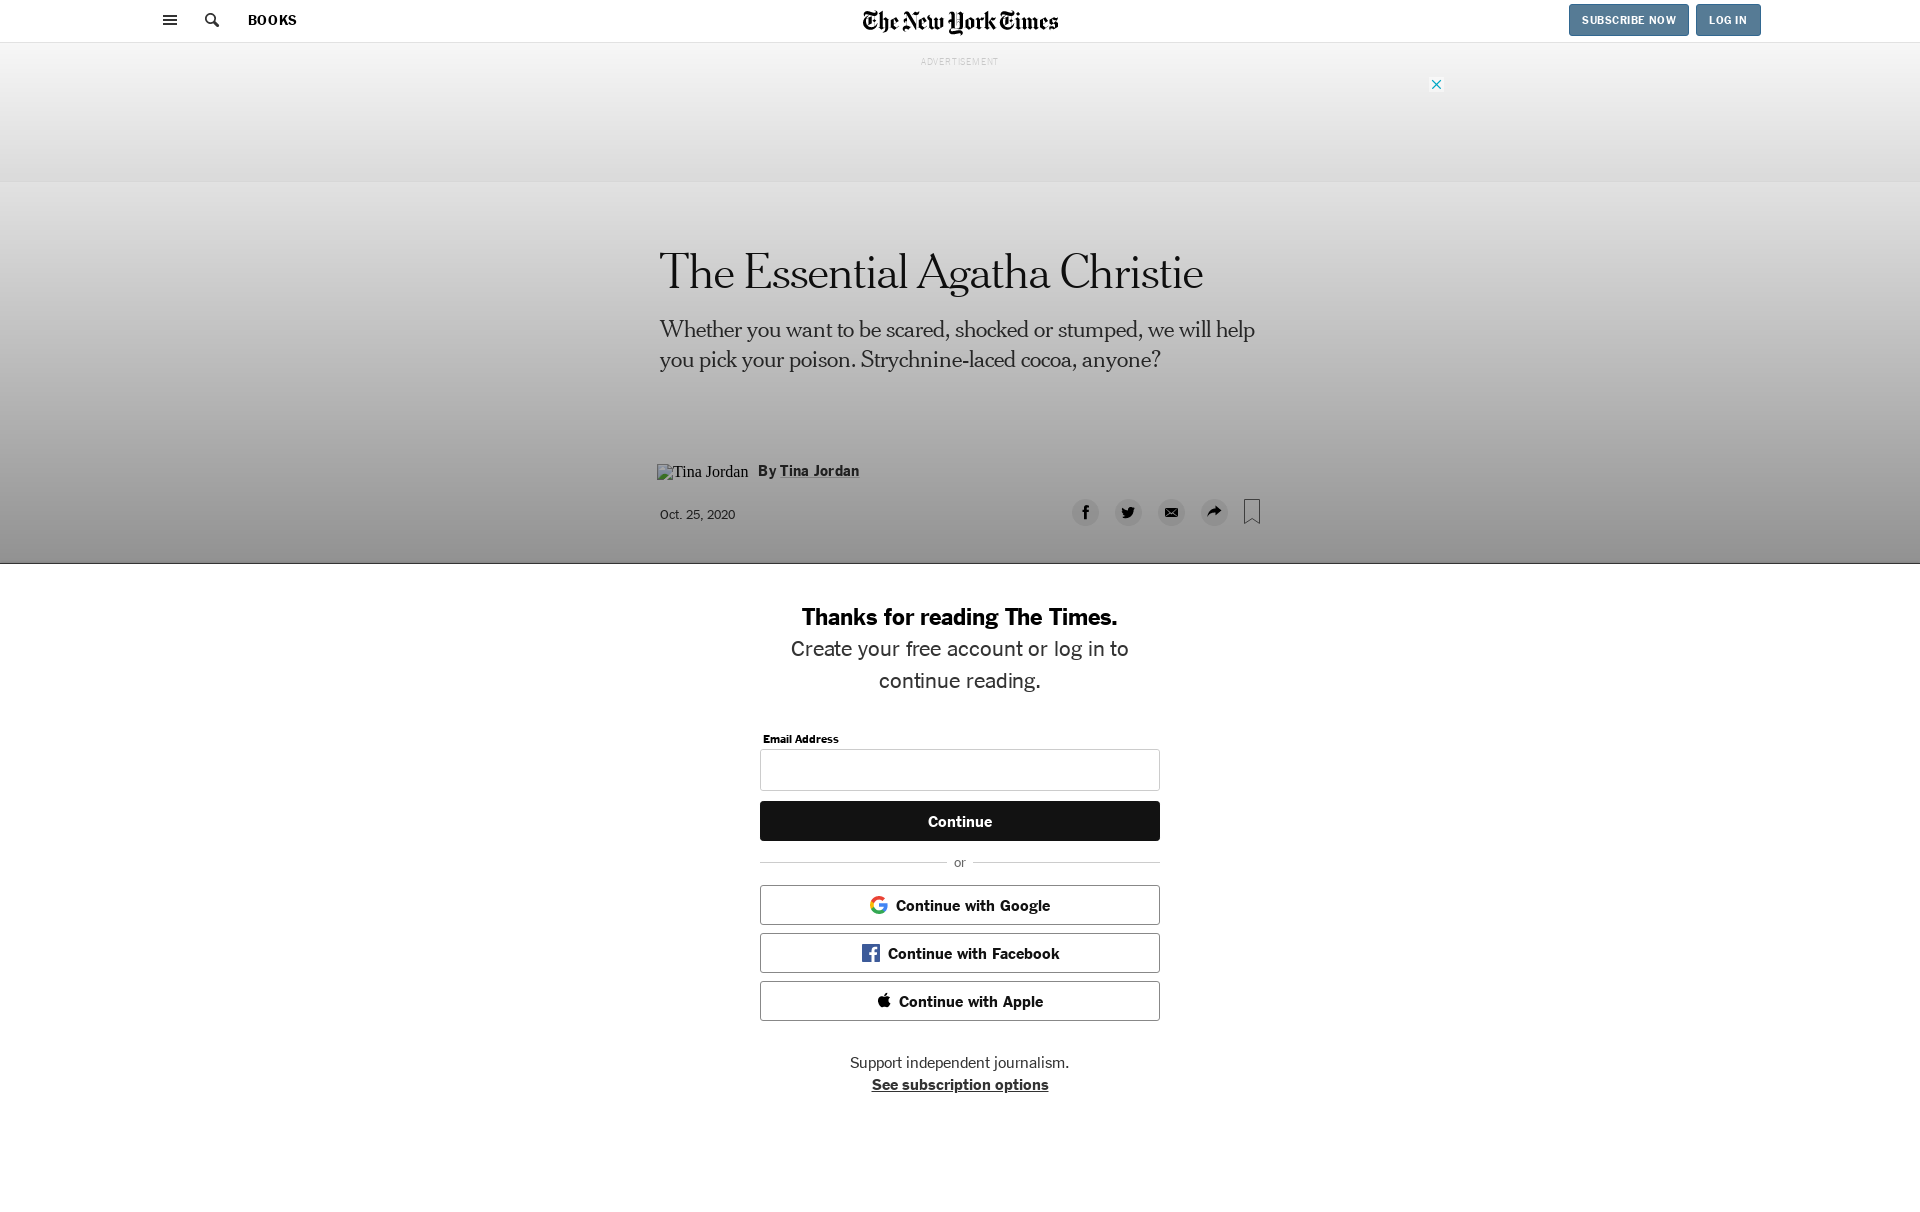 BOOKS
The New York Times
SUBSCRIBE NOW
LOG IN
ADVERTISEMENT
The Essential Agatha Christie
Whether you want to be scared, shocked or stumped, we will help
you pick your poison. Strychnine-laced cocoa, anyone?
Tina Jordan
By Tina Jordan
Oct. 25, 2020
Thanks for reading The Times.
Create your free account or log in to
continue reading.
Email Address
Continue
or
Continue with Google
Continue with Facebook
Continue with Apple
Support independent journalism.
See subscription options